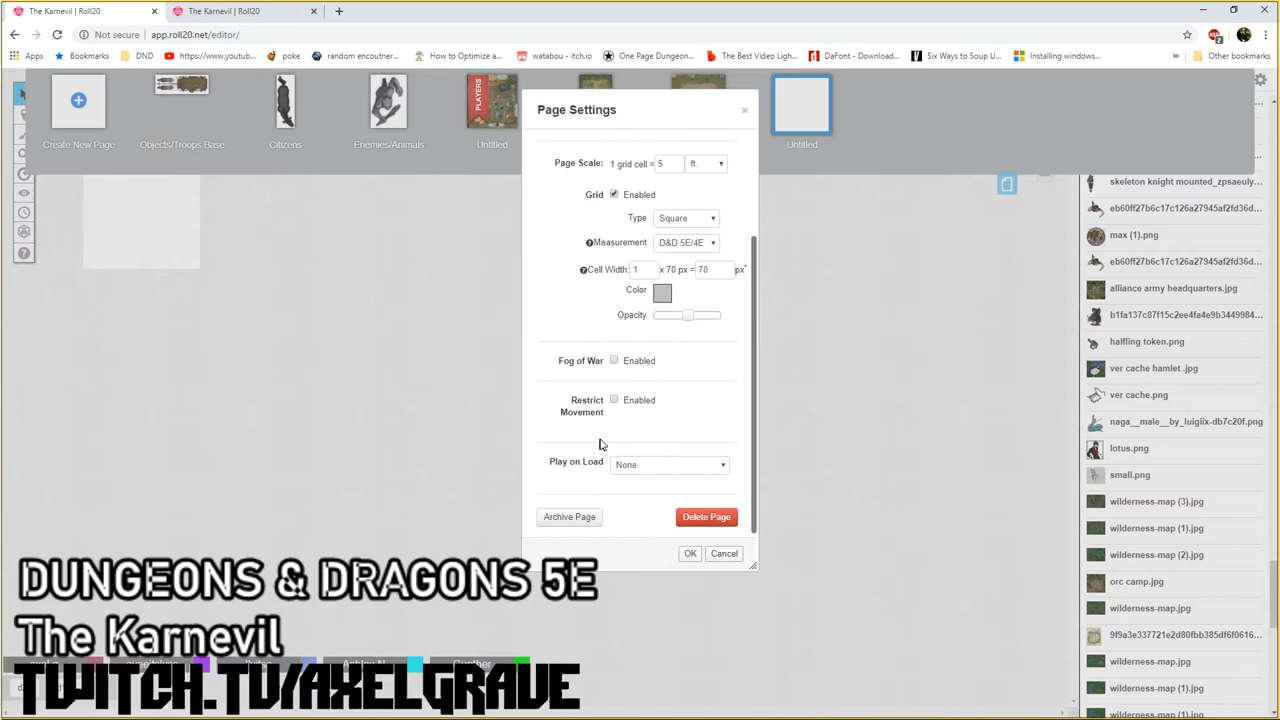 The Karnevil | Roll20
The Karnevil | Roll20
Not secure | app.roll20.net/editor/
Apps Bookmarks DND https://www.youtube... poke random encoutner... How to Optimize a... watabou - itch.io One Page Dungeon... The Best Video Ligh... DaFont - Download... Six Ways to Soup U... Installing windows... » Other bookmarks
PLAYERS
Create New Page Objects/Troops Base Citizens Enemies/Animals Untitled Untitled
Page Settings
Page Scale: 1 grid cell = 5 ft.
Grid Enabled
Type Square
Measurement D&D 5E/4E
Cell Width: 1 x 70 px = 70 px*
Color
Opacity
Fog of War Enabled
Restrict Movement Enabled
Play on Load None
Archive Page Delete Page
OK Cancel
skeleton knight mounted_zpsaeuly...
eb60ff27b6c17c126a27945af2fd36d...
max (1).png
eb60ff27b6c17c126a27945af2fd36d...
alliance army headquarters.jpg
b1fa137c87f15c2ee4fa4e9b3449998...
halfling token.png
ver cache hamlet .jpg
ver cache.png
naga__male__by_luigiix-db7c20f.png
lotus.png
small.png
wilderness-map (3).jpg
wilderness-map (1).jpg
wilderness-map (2).jpg
orc camp.jpg
wilderness-map.jpg
9f9a3e337721e2d80fbb385df6f0616...
wilderness-map.jpg
wilderness-map (1).jpg
wilderness-map (1).jpg
DUNGEONS & DRAGONS 5E
The Karnevil
TWITCH.TV/AXELGRAVE